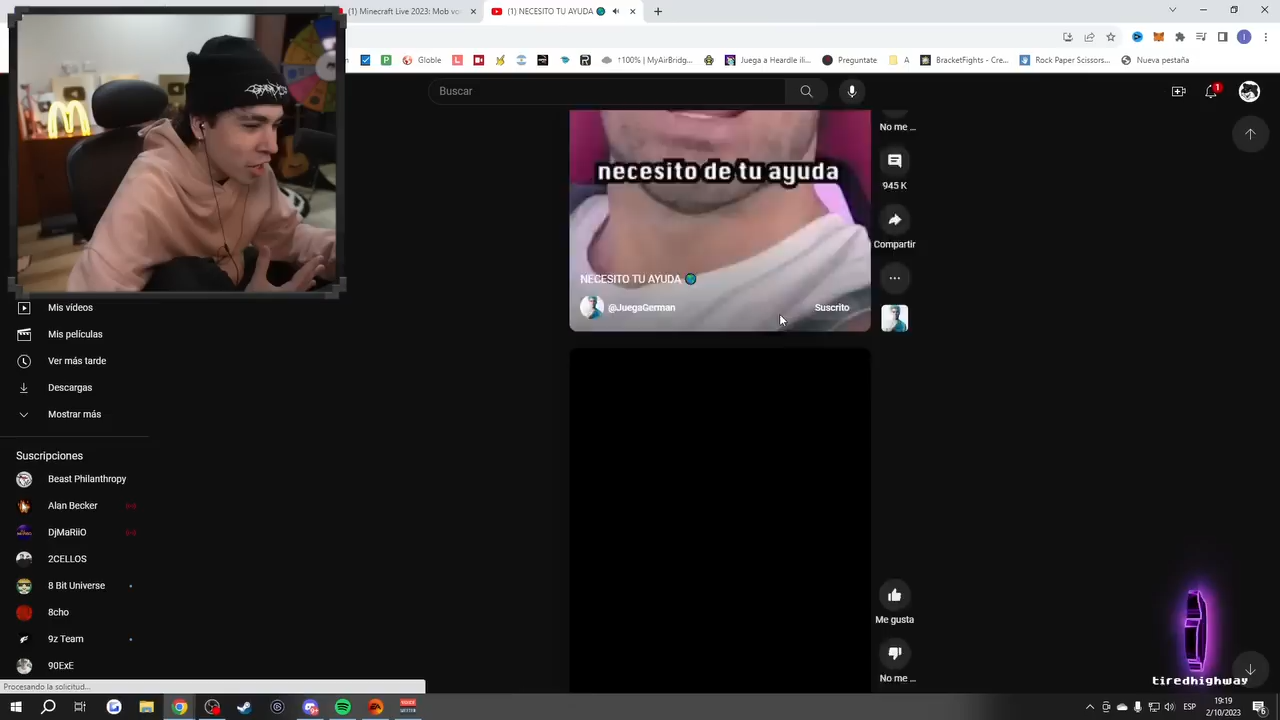 (1) Minecraft Live 2023: Mob vo
(1) NECESITO TU AYUDA
Globle
↑100% | MyAirBridg...
Juega a Heardle ili...
Preguntate
A
BracketFights - Cre...
Rock Paper Scissors...
Nueva pestaña
Buscar
1
necesito de tu ayuda
No me ...
945 K
Compartir
NECESITO TU AYUDA
@JuegaGerman
Suscrito
Mis vídeos
Mis películas
Ver más tarde
Descargas
Mostrar más
Suscripciones
Beast Philanthropy
Alan Becker
DjMaRiiO
2CELLOS
8 Bit Universe
8cho
9z Team
90ExE
Me gusta
No me ...
tiredhighway
Procesando la solicitud...
ESP
19:19
2/10/2023
6